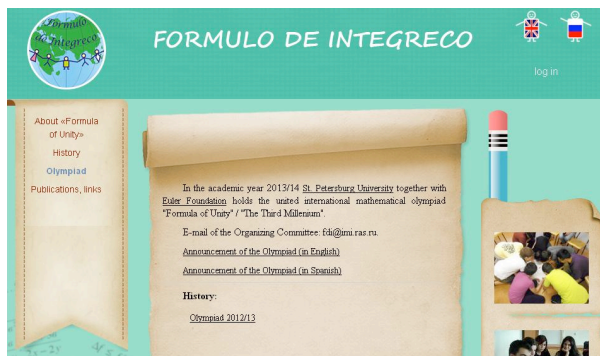 Formulo
de Integreco
FORMULO DE INTEGRECO
log in
About «Formula
of Unity»
History
Olympiad
Publications, links
In the academic year 2013/14 St. Petersburg University together with
Euler Foundation holds the united international mathematical olympiad
"Formula of Unity" / "The Third Millenium".
E-mail of the Organizing Committee: fdi@imi.ras.ru.
Announcement of the Olympiad (in English)
Announcement of the Olympiad (in Spanish)
History:
Olympiad 2012/13